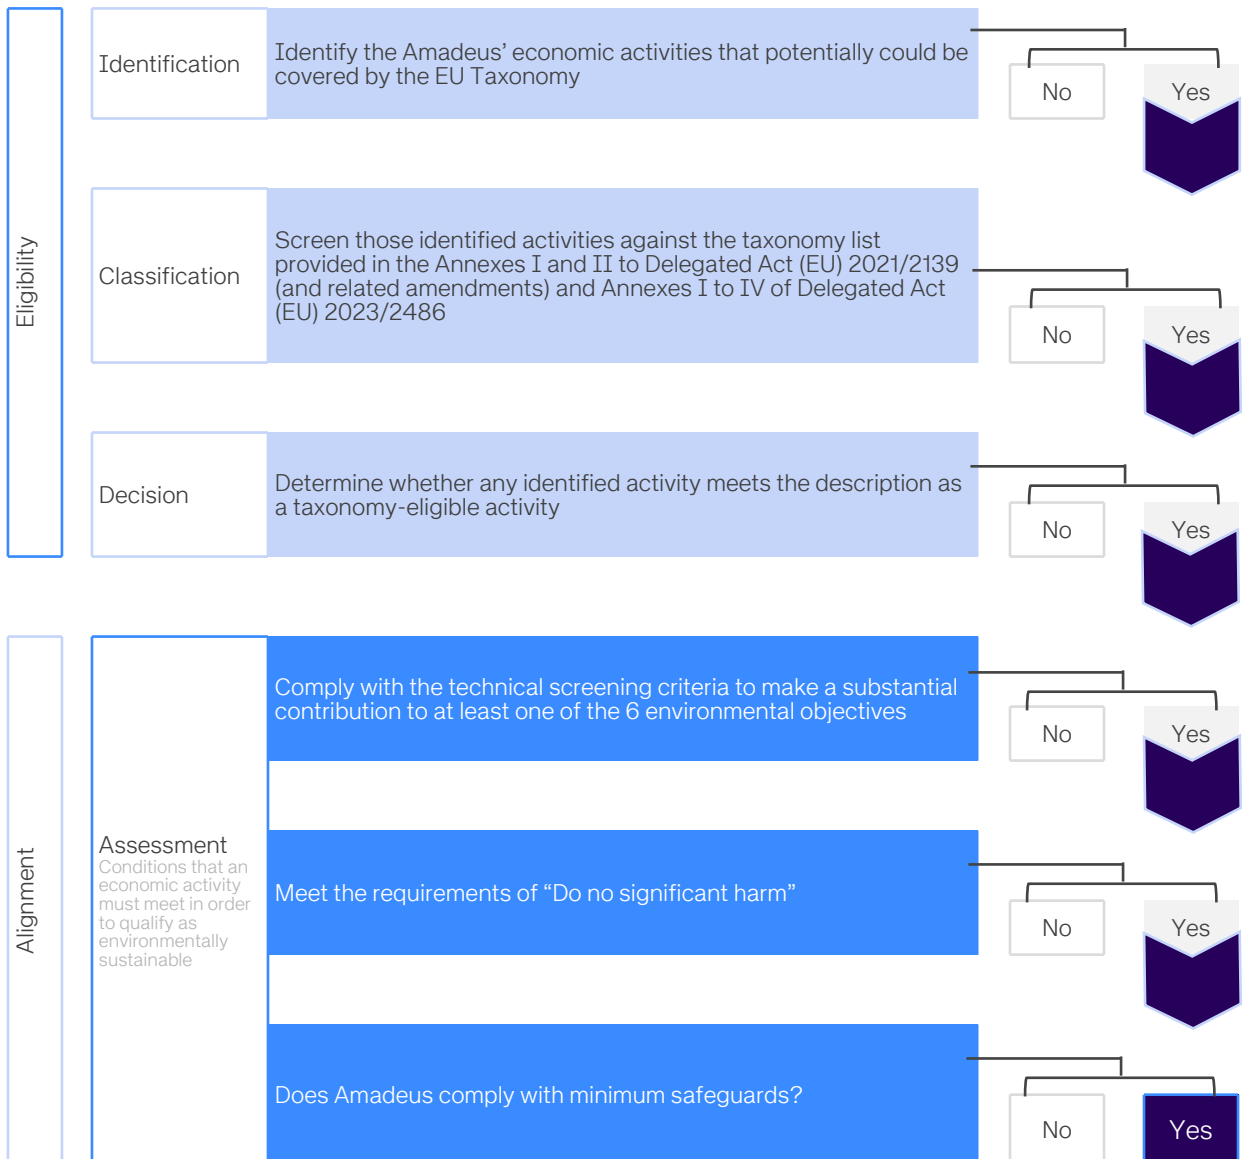 Eligibility
Identification
Identify the Amadeus’ economic activities that potentially could be
covered by the EU Taxonomy
No
Yes
Classification
Screen those identified activities against the taxonomy list
provided in the Annexes I and II to Delegated Act (EU) 2021/2139
(and related amendments) and Annexes I to IV of Delegated Act
(EU) 2023/2486
No
Yes
Decision
Determine whether any identified activity meets the description as
a taxonomy-eligible activity
No
Yes
Alignment
Assessment
Conditions that an
economic activity
must meet in order
to qualify as
environmentally
sustainable
Comply with the technical screening criteria to make a substantial
contribution to at least one of the 6 environmental objectives
No
Yes
Meet the requirements of “Do no significant harm”
No
Yes
Does Amadeus comply with minimum safeguards?
No
Yes